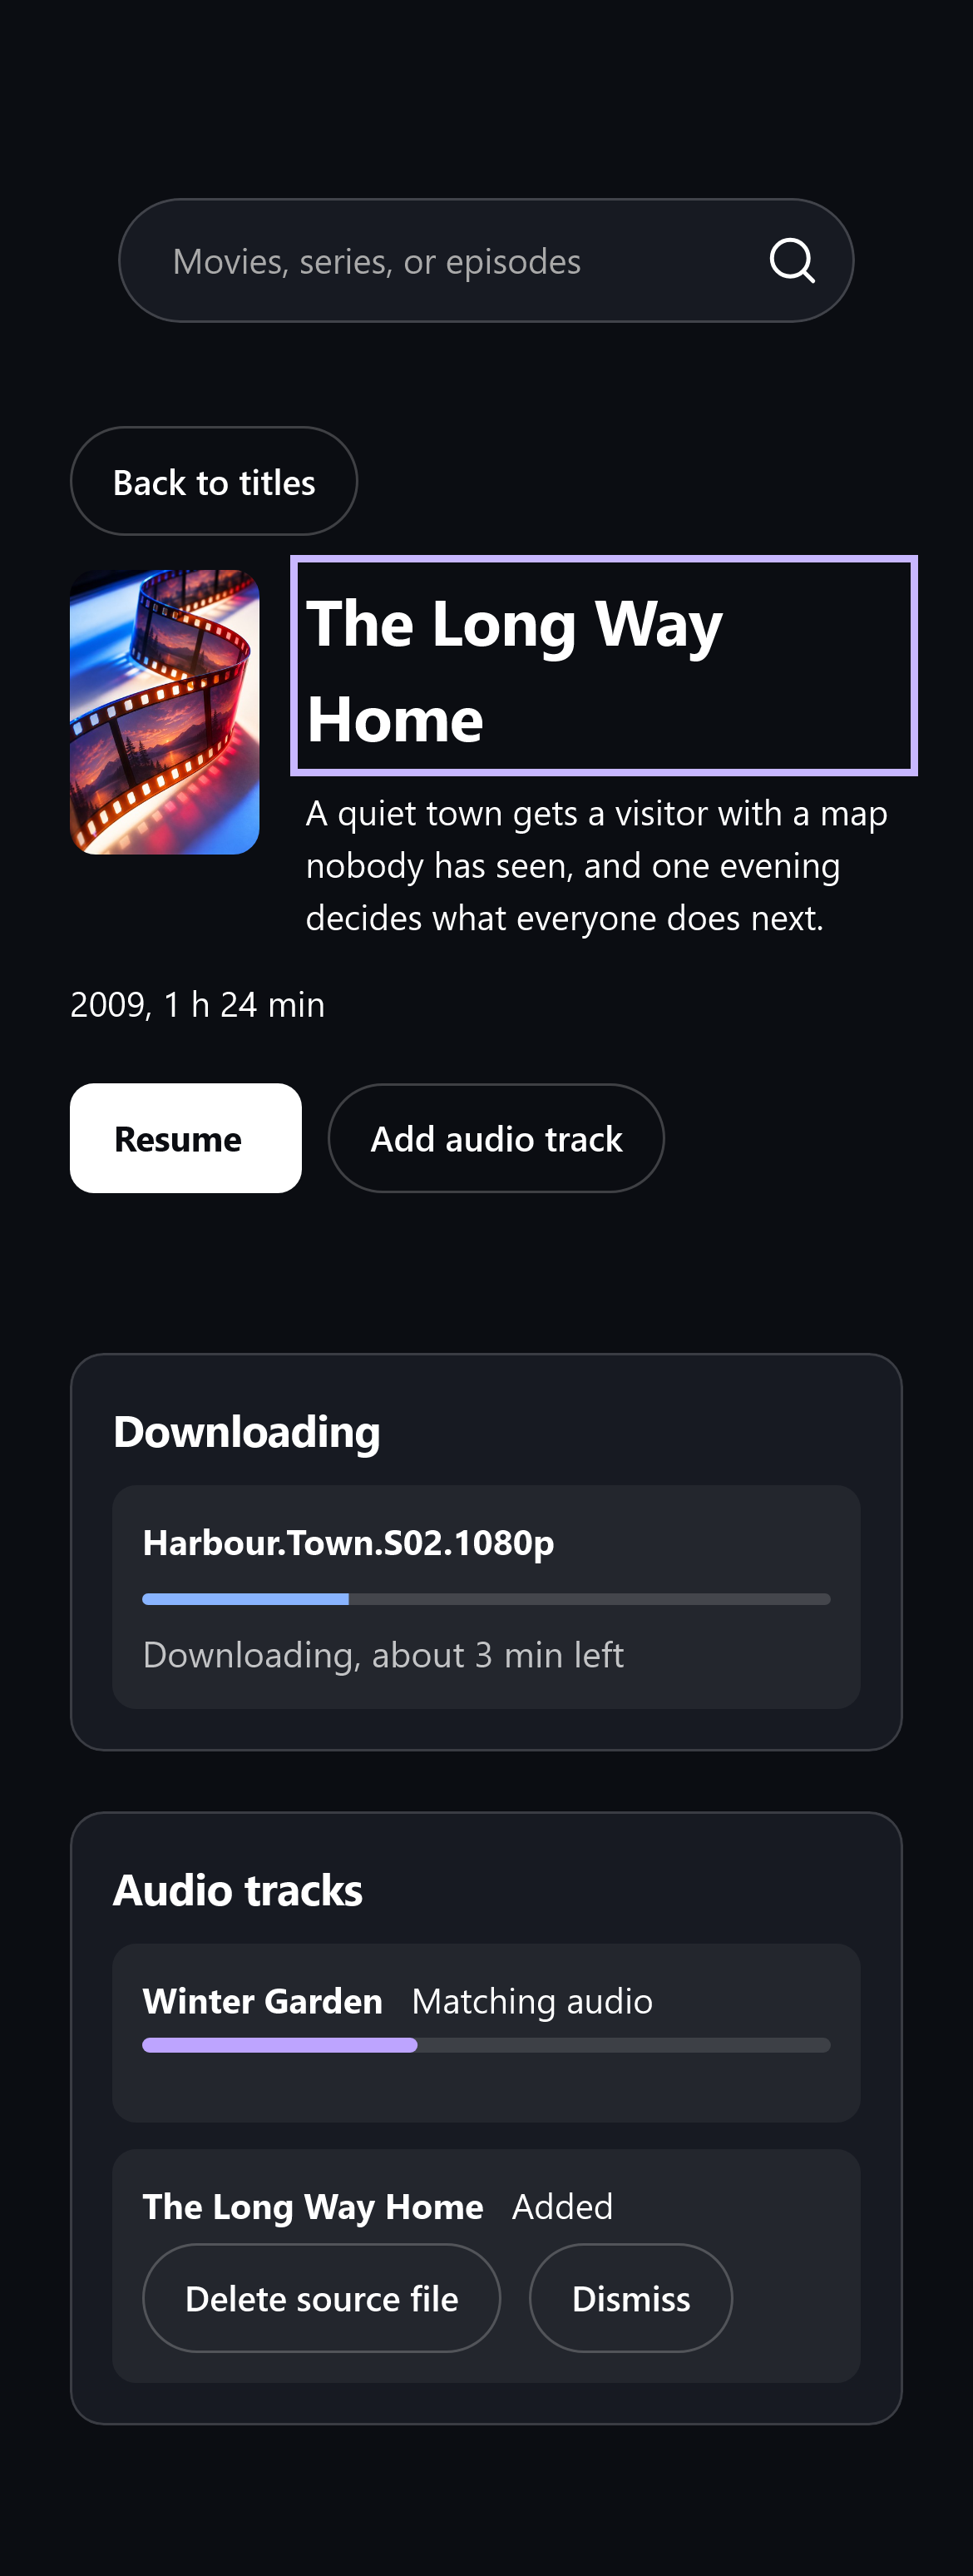 Movies, series, or episodes
Back to titles
The Long Way
Home
A quiet town gets a visitor with a map
nobody has seen, and one evening
decides what everyone does next.
2009, 1 h 24 min
Resume
Add audio track
Downloading
Harbour.Town.S02.1080p
Downloading, about 3 min left
Audio tracks
Winter Garden Matching audio
The Long Way Home Added
Delete source file
Dismiss